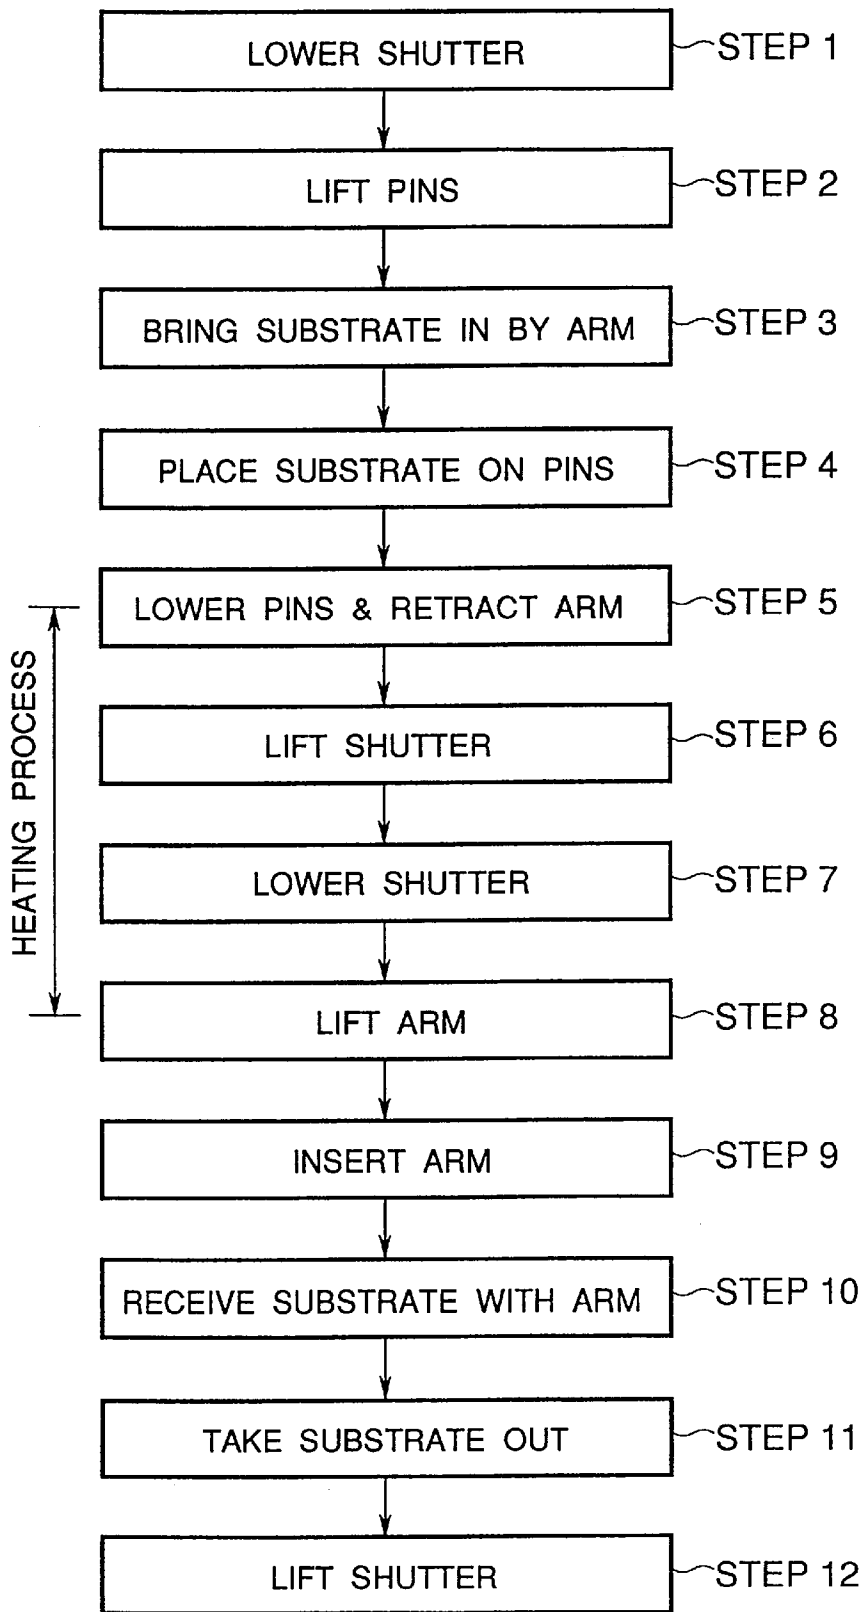 LOWER SHUTTER STEP 1
LIFT PINS STEP 2
BRING SUBSTRATE IN BY ARM STEP 3
PLACE SUBSTRATE ON PINS STEP 4
LOWER PINS & RETRACT ARM STEP 5
HEATING PROCESS
LIFT SHUTTER STEP 6
LOWER SHUTTER STEP 7
LIFT ARM STEP 8
INSERT ARM STEP 9
RECEIVE SUBSTRATE WITH ARM STEP 10
TAKE SUBSTRATE OUT STEP 11
LIFT SHUTTER STEP 12